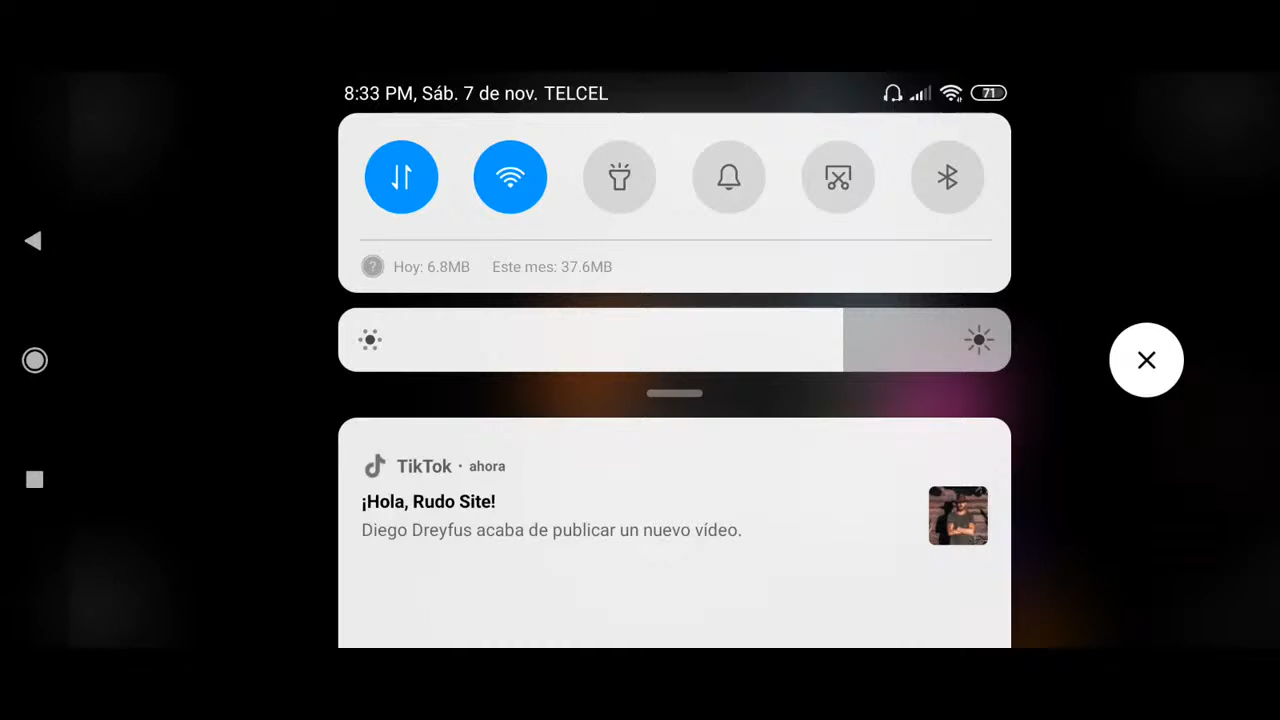 8:33 PM, Sáb. 7 de nov. TELCEL 71
Hoy: 6.8MB Este mes: 37.6MB
TikTok · ahora
¡Hola, Rudo Site!
Diego Dreyfus acaba de publicar un nuevo vídeo.